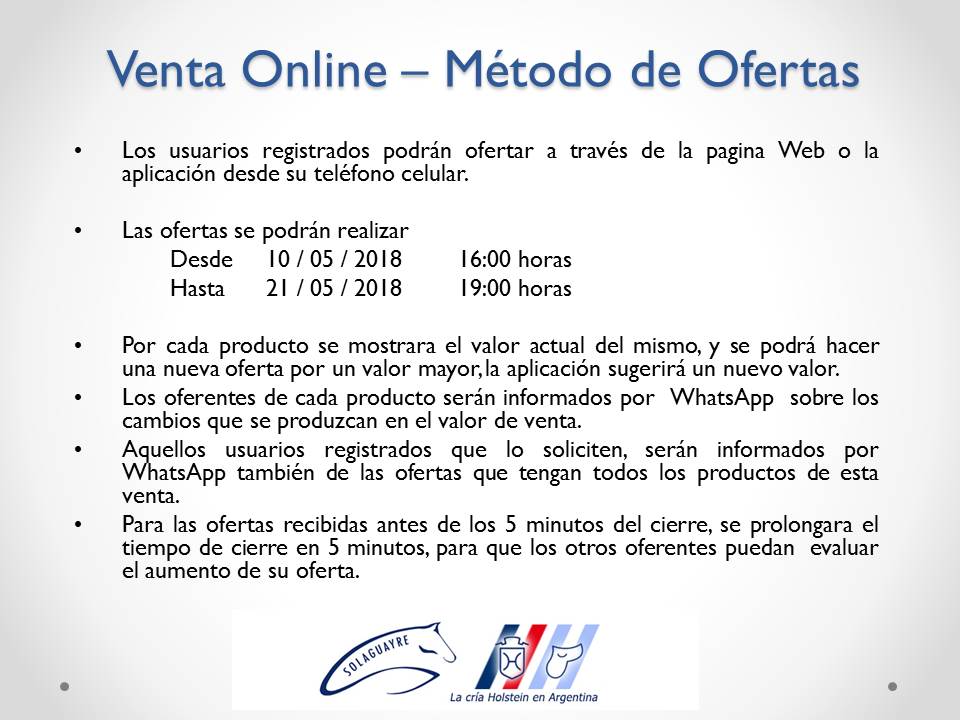 Venta Online – Método de Ofertas
• Los usuarios registrados podrán ofertar a través de la pagina Web o la
aplicación desde su teléfono celular.
• Las ofertas se podrán realizar
Desde 10 / 05 / 2018 16:00 horas
Hasta 21 / 05 / 2018 19:00 horas
• Por cada producto se mostrara el valor actual del mismo, y se podrá hacer
una nueva oferta por un valor mayor, la aplicación sugerirá un nuevo valor.
• Los oferentes de cada producto serán informados por WhatsApp sobre los
cambios que se produzcan en el valor de venta.
• Aquellos usuarios registrados que lo soliciten, serán informados por
WhatsApp también de las ofertas que tengan todos los productos de esta
venta.
• Para las ofertas recibidas antes de los 5 minutos del cierre, se prolongara el
tiempo de cierre en 5 minutos, para que los otros oferentes puedan evaluar
el aumento de su oferta.
SOLAGUAYRE
La cría Holstein en Argentina